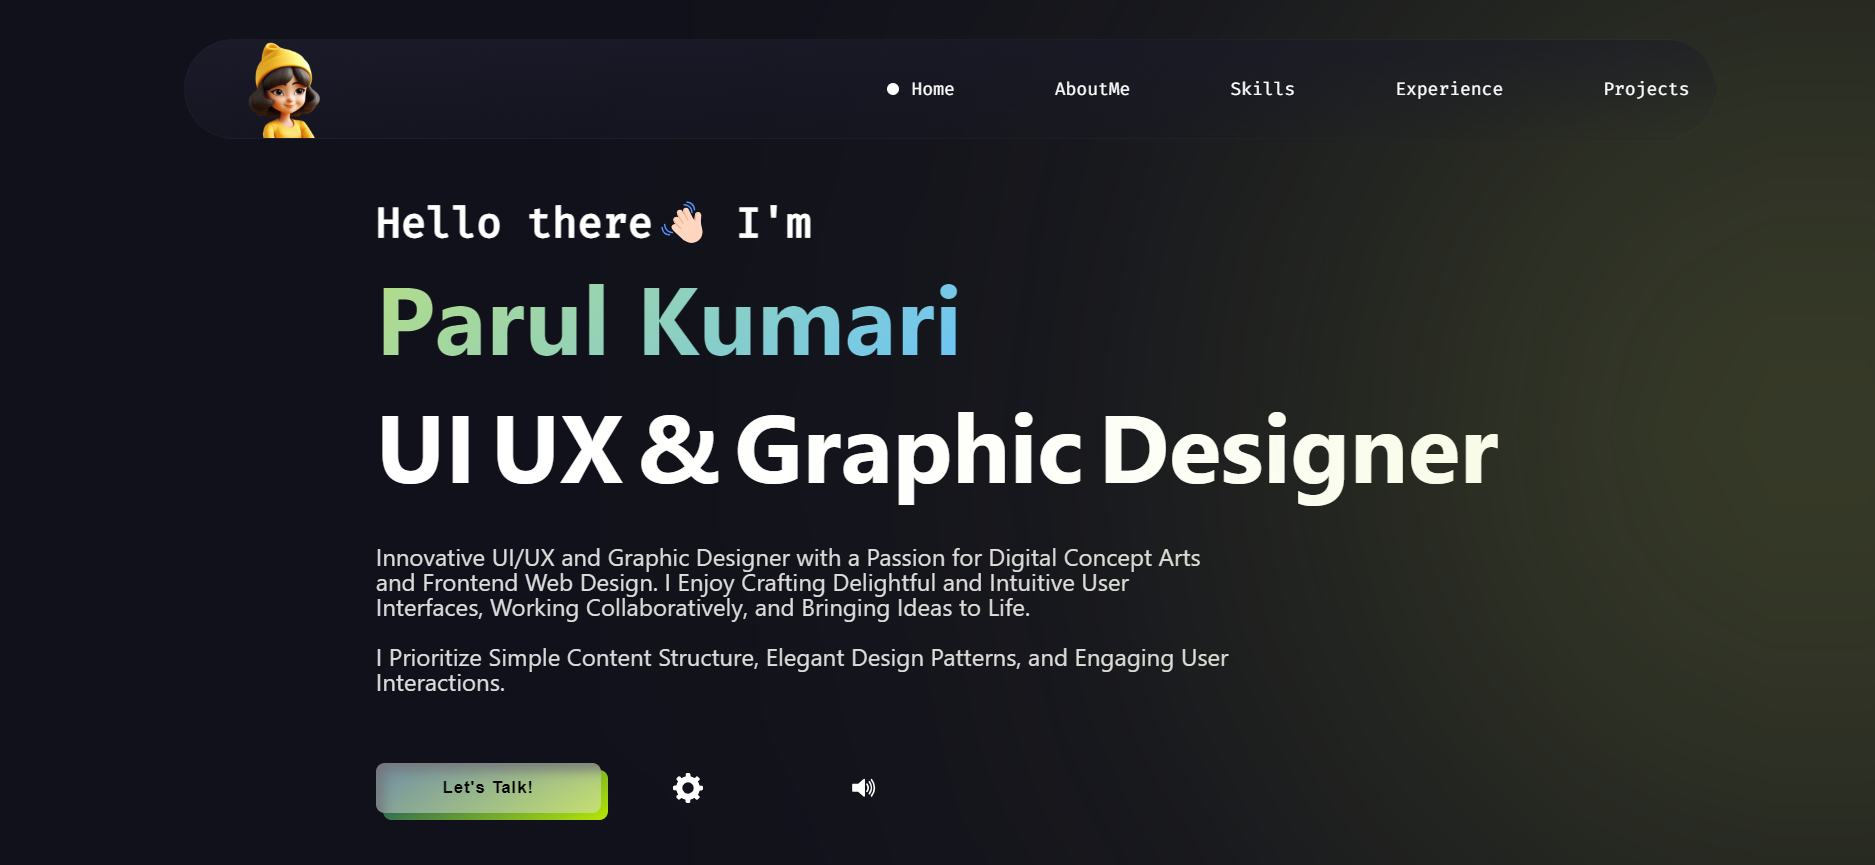 Home AboutMe Skills Experience Projects
Hello there👋 I'm
Parul Kumari
UI UX & Graphic Designer
Innovative UI/UX and Graphic Designer with a Passion for Digital Concept Arts
and Frontend Web Design. I Enjoy Crafting Delightful and Intuitive User
Interfaces, Working Collaboratively, and Bringing Ideas to Life.
I Prioritize Simple Content Structure, Elegant Design Patterns, and Engaging User
Interactions.
Let's Talk!